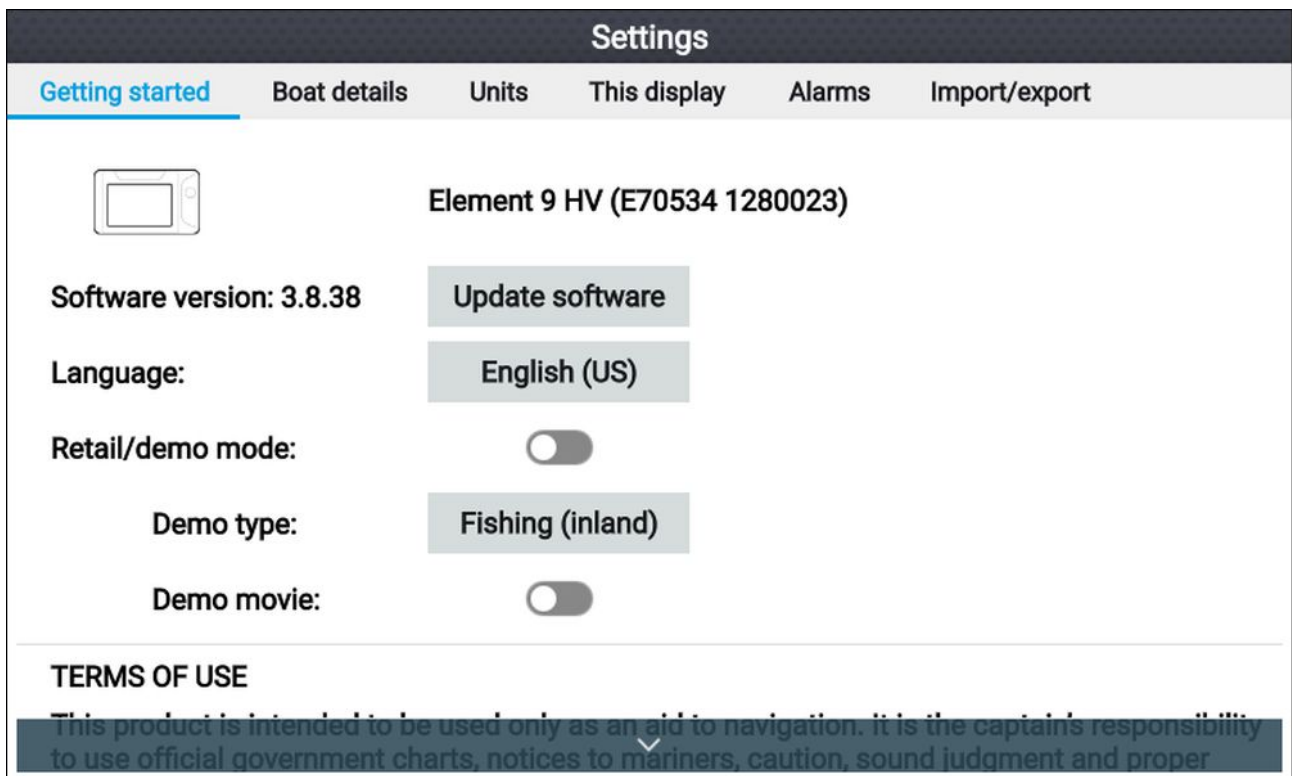 Settings
Getting started Boat details Units This display Alarms Import/export
Element 9 HV (E70534 1280023)
Software version: 3.8.38 Update software
Language: English (US)
Retail/demo mode:
Demo type: Fishing (inland)
Demo movie:
TERMS OF USE
This product is intended to be used only as an aid to navigation. It is the captain's responsibility
to use official government charts, notices to mariners, caution, sound judgment and proper